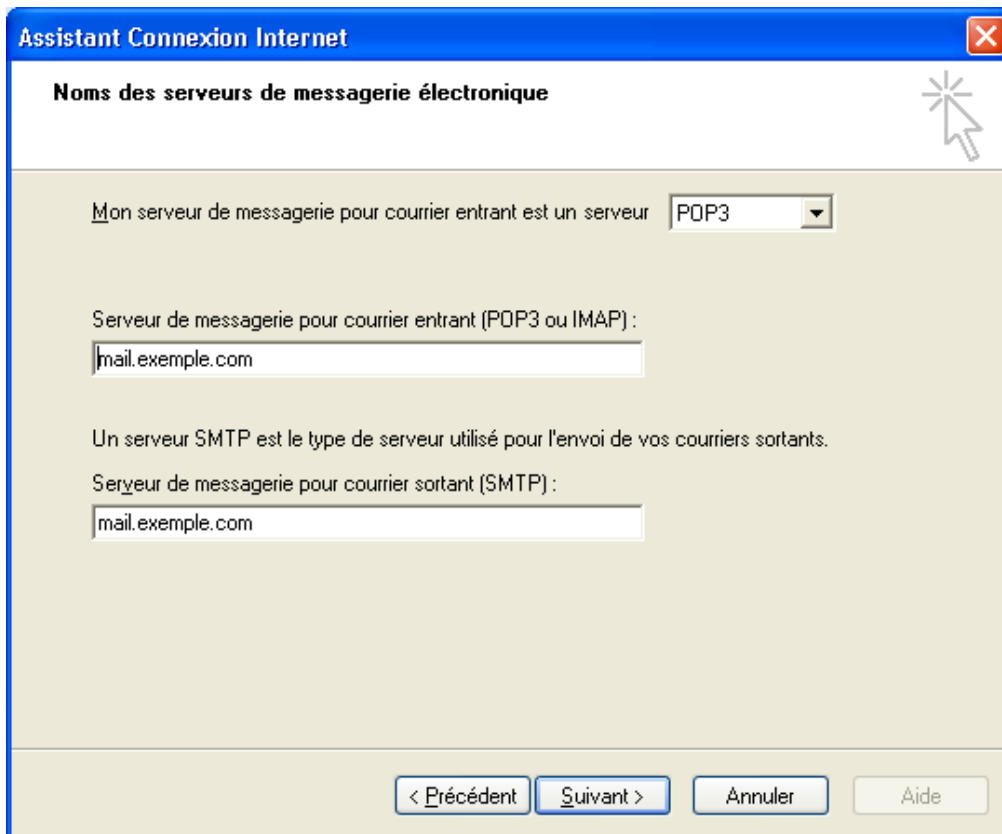 Assistant Connexion Internet
Noms des serveurs de messagerie électronique
Mon serveur de messagerie pour courrier entrant est un serveur POP3
Serveur de messagerie pour courrier entrant (POP3 ou IMAP) :
mail.exemple.com
Un serveur SMTP est le type de serveur utilisé pour l'envoi de vos courriers sortants.
Serveur de messagerie pour courrier sortant (SMTP) :
mail.exemple.com
< Précédent Suivant > Annuler Aide